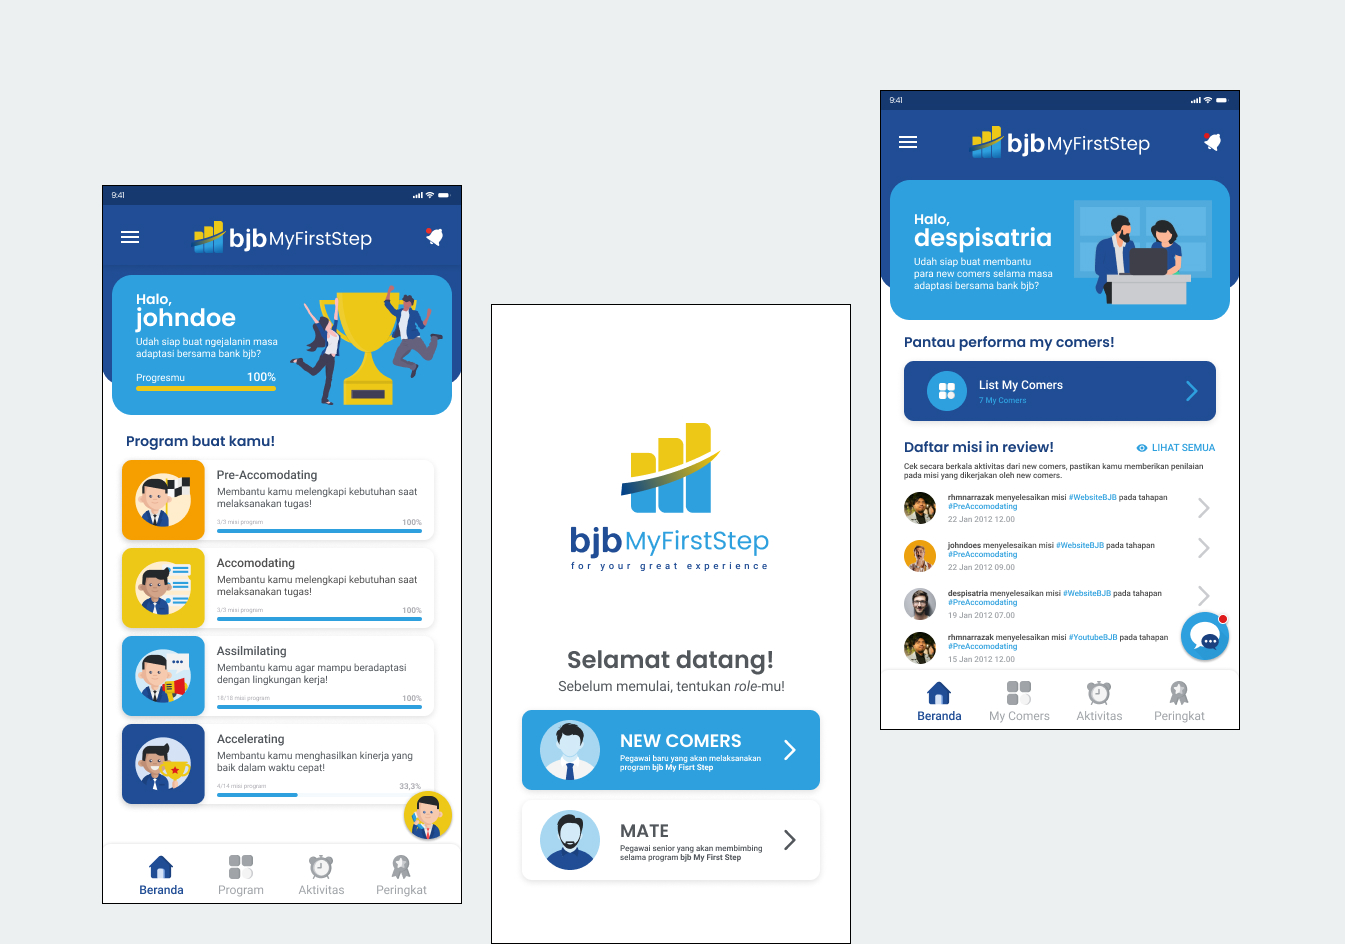 9:41
bjb MyFirstStep
Halo,
johndoe
Udah siap buat ngejalanin masa
adaptasi bersama bank bjb?
Progresmu 100%
Program buat kamu!
Pre-Accomodating
Membantu kamu melengkapi kebutuhan saat
melaksanakan tugas!
3/3 misi program 100%
Accomodating
Membantu kamu melengkapi kebutuhan saat
melaksanakan tugas!
3/3 misi program 100%
Assilmilating
Membantu kamu agar mampu beradaptasi
dengan lingkungan kerja!
18/18 misi program 100%
Accelerating
Membantu kamu menghasilkan kinerja yang
baik dalam waktu cepat!
4/14 misi program 33,3%
Beranda Program Aktivitas Peringkat
bjb MyFirstStep
for your great experience
Selamat datang!
Sebelum memulai, tentukan role-mu!
NEW COMERS
Pegawai baru yang akan melaksanakan
program bjb My Fisrt Step
MATE
Pegawai senior yang akan membimbing
selama program bjb My First Step
9:41
bjb MyFirstStep
Halo,
despisatria
Udah siap buat membantu
para new comers selama masa
adaptasi bersama bank bjb?
Pantau performa my comers!
List My Comers
7 My Comers
Daftar misi in review! LIHAT SEMUA
Cek secara berkala aktivitas dari new comers, pastikan kamu memberikan penilaian
pada misi yang dikerjakan oleh new comers.
rhmnarrazak menyelesaikan misi #WebsiteBJB pada tahapan
#PreAccomodating
22 Jan 2012 12.00
johndoes menyelesaikan misi #WebsiteBJB pada tahapan
#PreAccomodating
22 Jan 2012 09.00
despisatria menyelesaikan misi #WebsiteBJB pada tahapan
#PreAccomodating
19 Jan 2012 07.00
rhmnarrazak menyelesaikan misi #YoutubeBJB pada tahapan
#PreAccomodating
15 Jan 2012 12.00
Beranda My Comers Aktivitas Peringkat